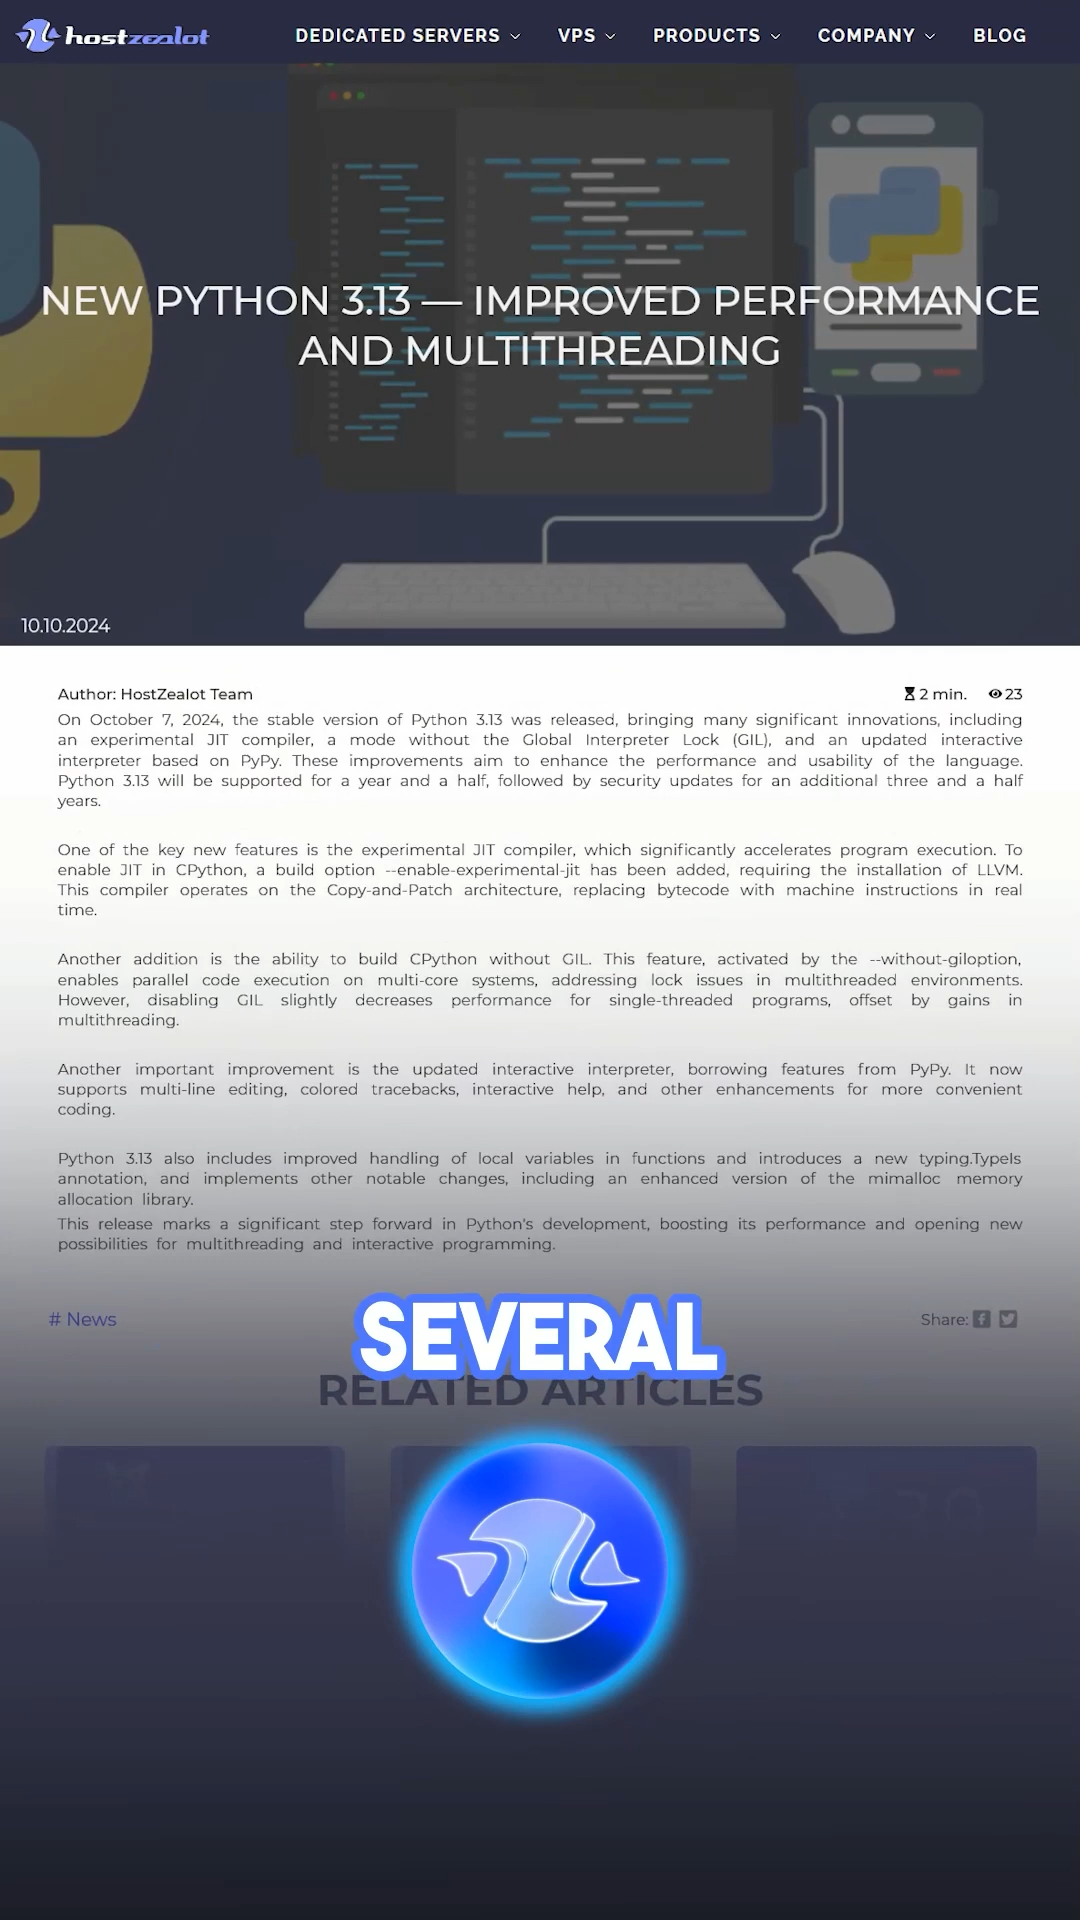 hostzealot
DEDICATED SERVERS VPS PRODUCTS COMPANY BLOG
NEW PYTHON 3.13 — IMPROVED PERFORMANCE
AND MULTITHREADING
10.10.2024
Author: HostZealot Team 2 min. 23
On October 7, 2024, the stable version of Python 3.13 was released, bringing many significant innovations, including
an experimental JIT compiler, a mode without the Global Interpreter Lock (GIL), and an updated interactive
interpreter based on PyPy. These improvements aim to enhance the performance and usability of the language.
Python 3.13 will be supported for a year and a half, followed by security updates for an additional three and a half
years.
One of the key new features is the experimental JIT compiler, which significantly accelerates program execution. To
enable JIT in CPython, a build option --enable-experimental-jit has been added, requiring the installation of LLVM.
This compiler operates on the Copy-and-Patch architecture, replacing bytecode with machine instructions in real
time.
Another addition is the ability to build CPython without GIL. This feature, activated by the --without-giloption,
enables parallel code execution on multi-core systems, addressing lock issues in multithreaded environments.
However, disabling GIL slightly decreases performance for single-threaded programs, offset by gains in
multithreading.
Another important improvement is the updated interactive interpreter, borrowing features from PyPy. It now
supports multi-line editing, colored tracebacks, interactive help, and other enhancements for more convenient
coding.
Python 3.13 also includes improved handling of local variables in functions and introduces a new typing.TypeIs
annotation, and implements other notable changes, including an enhanced version of the mimalloc memory
allocation library.
This release marks a significant step forward in Python's development, boosting its performance and opening new
possibilities for multithreading and interactive programming.
# News Share:
SEVERAL
RELATED ARTICLES